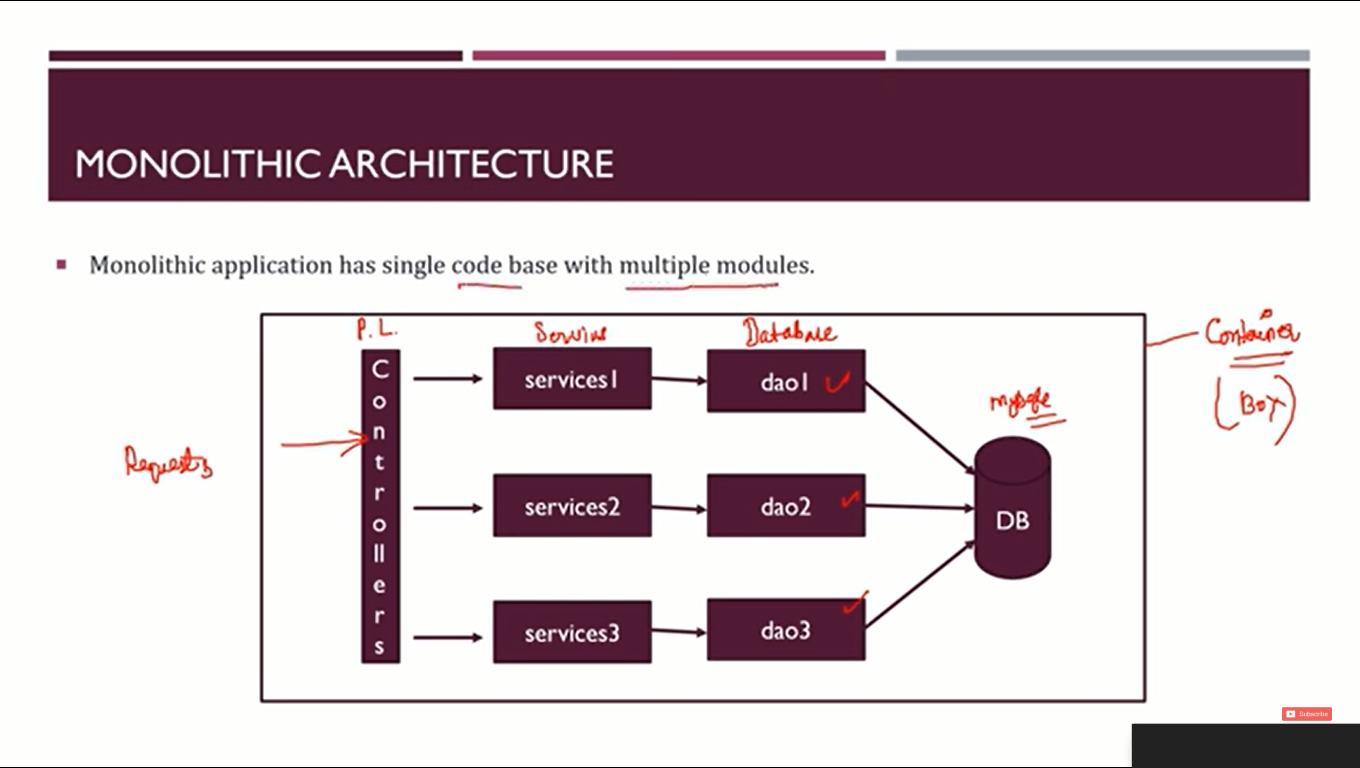 MONOLITHIC ARCHITECTURE
Monolithic application has single code base with multiple modules.
P.L.
Database
Container
(Box)
Controllers
services1
dao1
mysql
Requests
services2
dao2
DB
services3
dao3
Subscribe